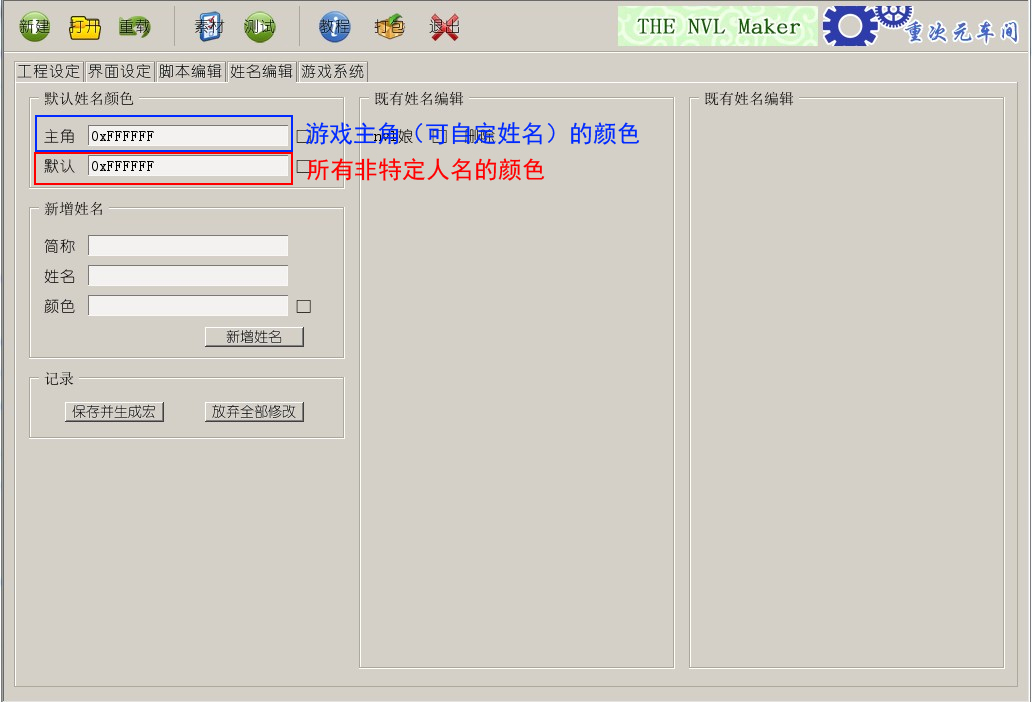 新建 打开 重载 素材 测试 教程 打包 退出 THE NVL Maker 重次元车间
工程设定 界面设定 脚本编辑 姓名编辑 游戏系统
默认姓名颜色 既有姓名编辑 既有姓名编辑
主角 0xFFFFFF 游戏主角（可自定姓名）的颜色
默认 0xFFFFFF 所有非特定人名的颜色
新增姓名
简称
姓名
颜色
新增姓名
记录
保存并生成宏 放弃全部修改